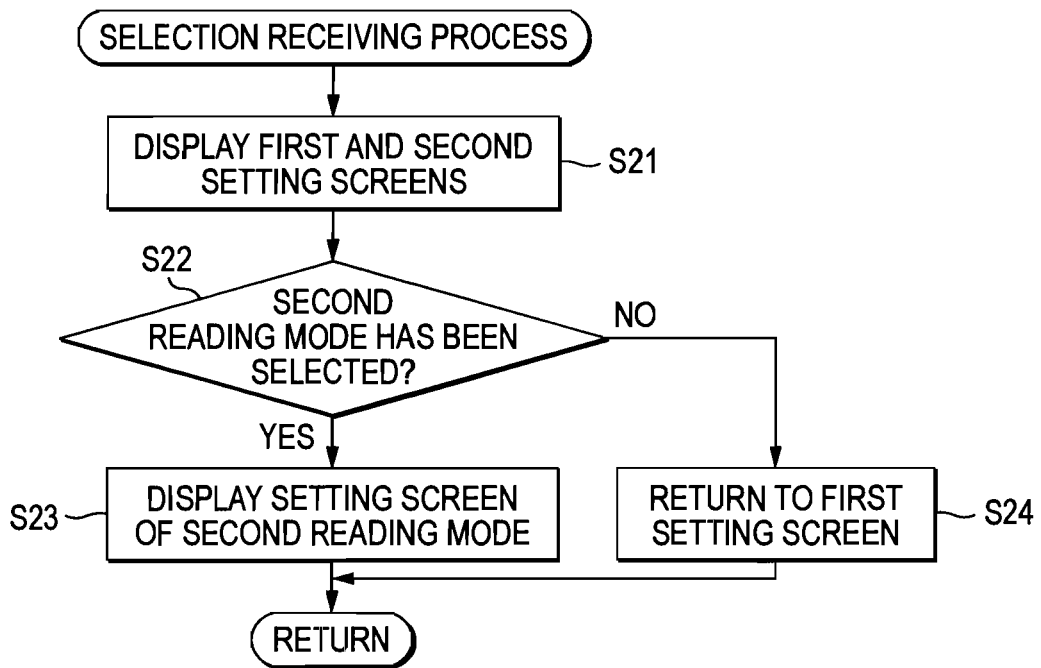 SELECTION RECEIVING PROCESS
DISPLAY FIRST AND SECOND
SETTING SCREENS
S21
S22
SECOND
READING MODE HAS BEEN
SELECTED?
NO
YES
S23
DISPLAY SETTING SCREEN
OF SECOND READING MODE
RETURN TO FIRST
SETTING SCREEN
S24
RETURN